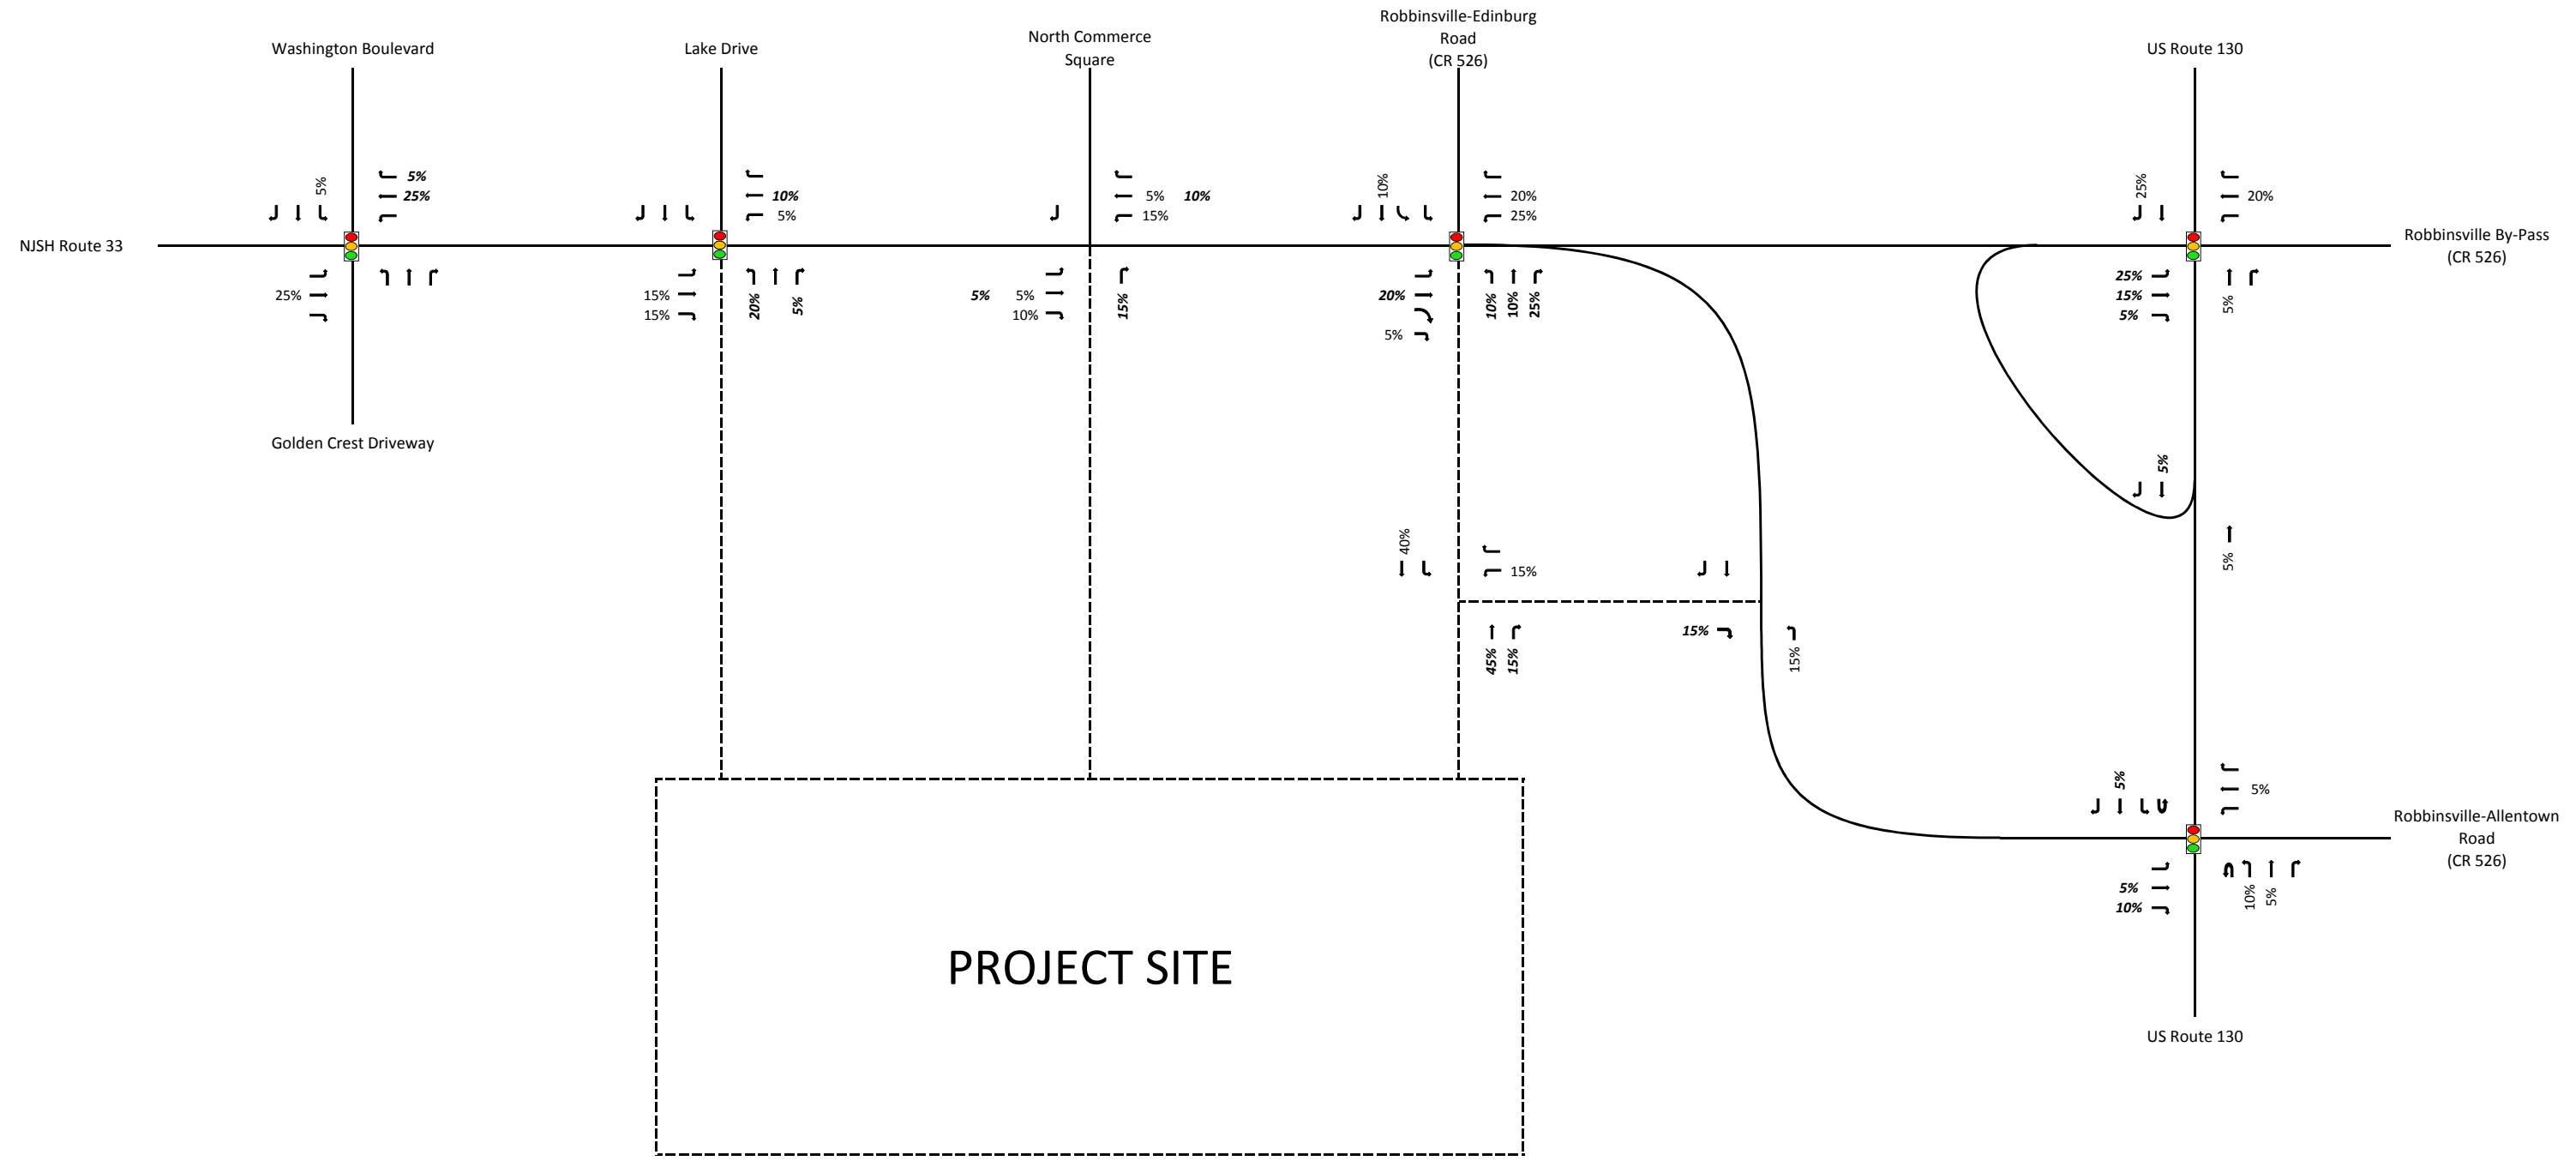 Robbinsville-Edinburg
Road
(CR 526)
North Commerce
Square
Washington Boulevard
Lake Drive
US Route 130
5%
5%
25%
10%
5%
5%
10%
15%
10%
20%
25%
25%
20%
NJSH Route 33
Robbinsville By-Pass
(CR 526)
25%
15%
15%
20%
5%
5%
5%
10%
15%
20%
5%
10%
10%
25%
25%
15%
5%
5%
Golden Crest Driveway
5%
40%
15%
5%
45%
15%
15%
15%
5%
5%
Robbinsville-Allentown
Road
(CR 526)
5%
10%
10%
5%
PROJECT SITE
US Route 130